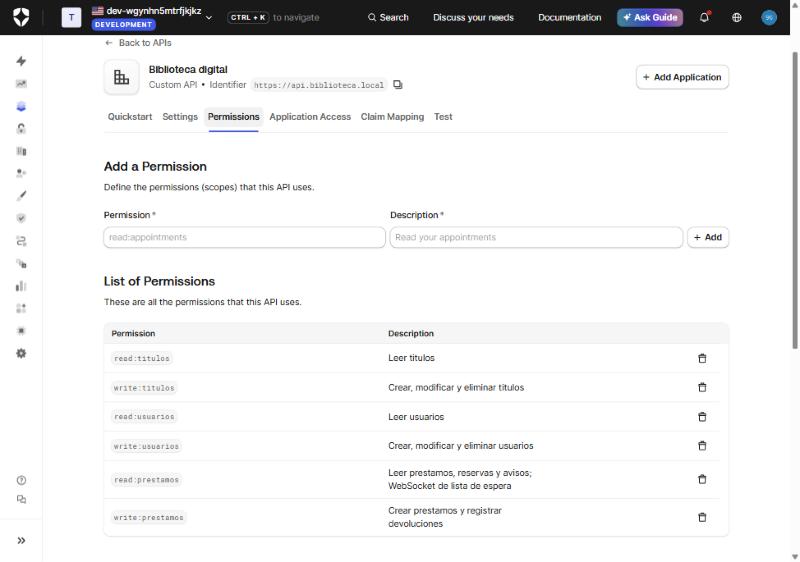 T dev-wgynhn5mtrfjkjkz DEVELOPMENT CTRL + K to navigate Search Discuss your needs Documentation Ask Guide
Back to APIs
Biblioteca digital
Custom API • Identifier https://api.biblioteca.local
+ Add Application
Quickstart Settings Permissions Application Access Claim Mapping Test
Add a Permission
Define the permissions (scopes) that this API uses.
Permission * Description *
read:appointments Read your appointments + Add
List of Permissions
These are all the permissions that this API uses.
Permission Description
read:titulos Leer titulos
write:titulos Crear, modificar y eliminar titulos
read:usuarios Leer usuarios
write:usuarios Crear, modificar y eliminar usuarios
read:prestamos Leer prestamos, reservas y avisos;
WebSocket de lista de espera
write:prestamos Crear prestamos y registrar
devoluciones